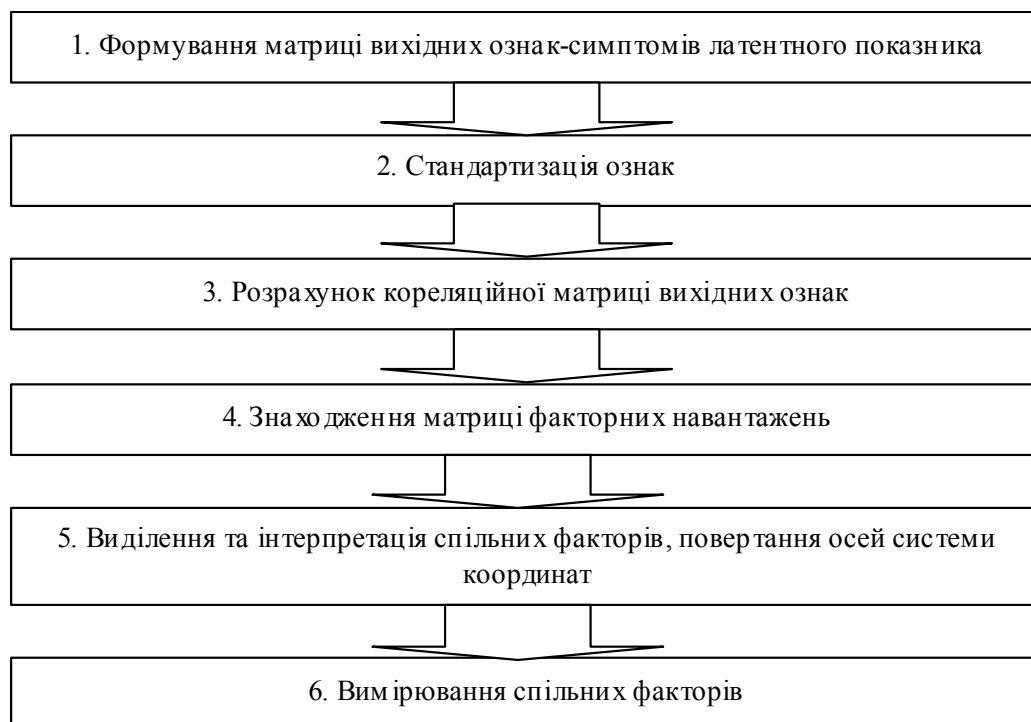 1. Формування матриці вихідних ознак-симптомів латентного показника
2. Стандартизація ознак
3. Розрахунок кореляційної матриці вихідних ознак
4. Знаходження матриці факторних навантажень
5. Виділення та інтерпретація спільних факторів, повертання осей системи
координат
6. Вимірювання спільних факторів